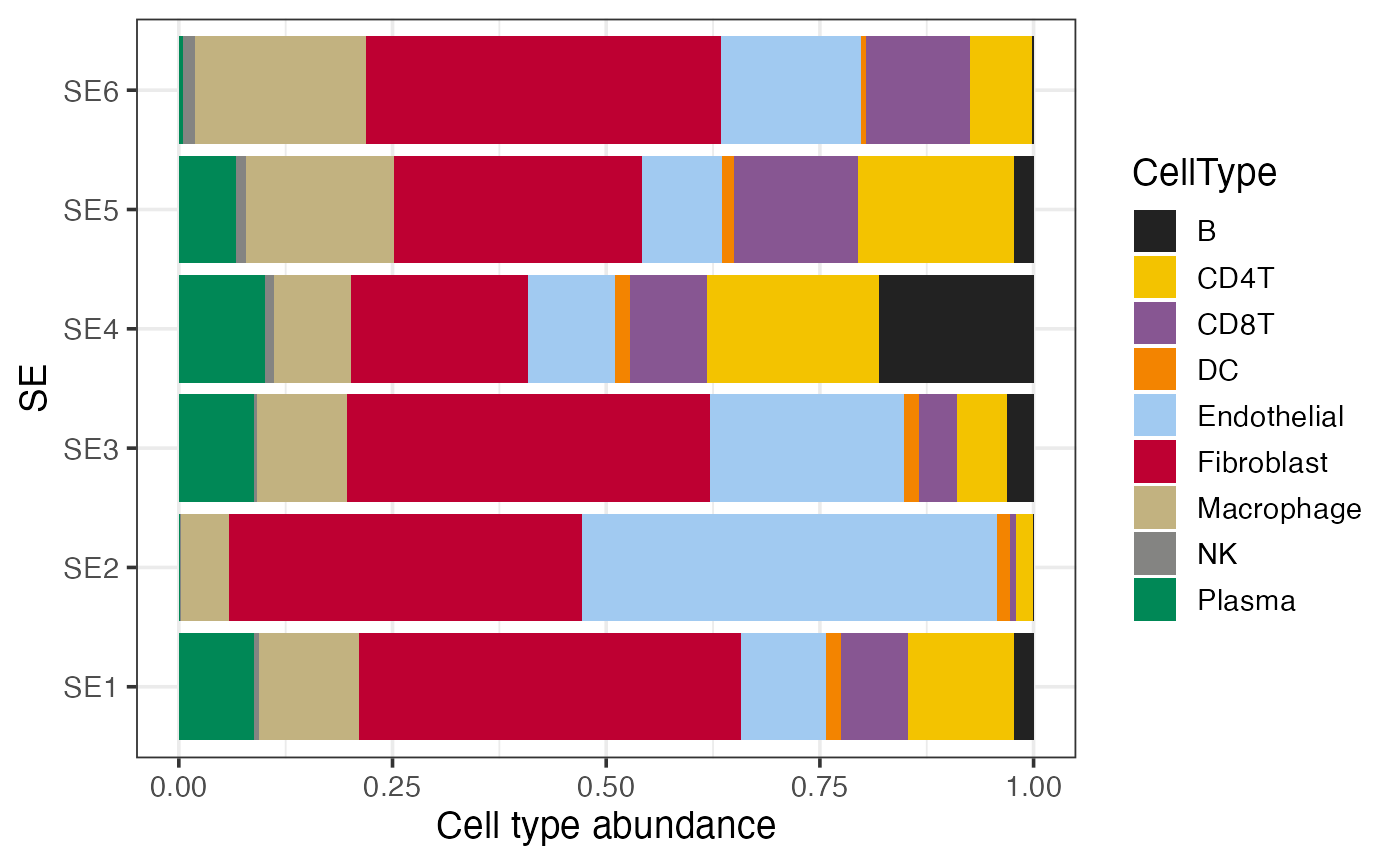 SE6
SE5
SE4
SE3
SE2
SE1
SE
0.00 0.25 0.50 0.75 1.00
Cell type abundance
CellType
B
CD4T
CD8T
DC
Endothelial
Fibroblast
Macrophage
NK
Plasma